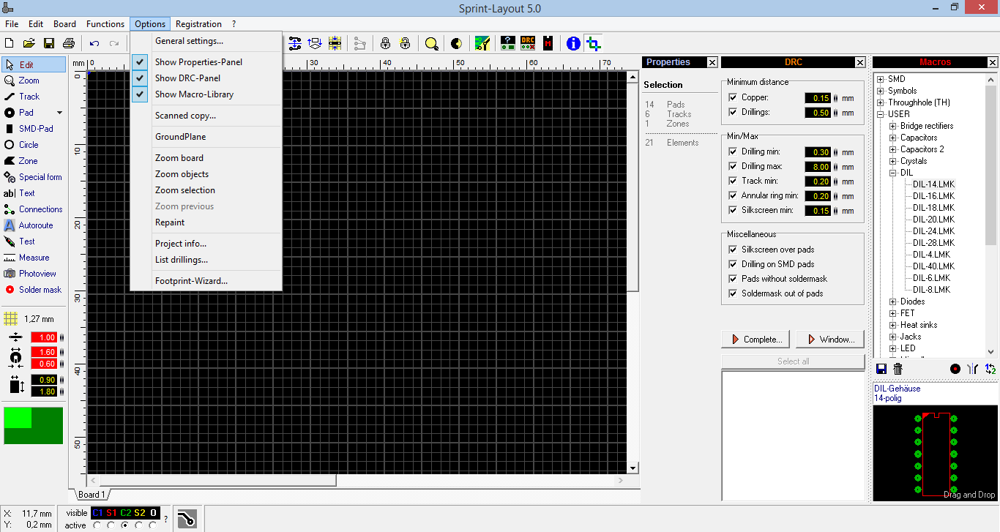 Sprint-Layout 5.0
File Edit Board Functions Options Registration ?
General settings...
Show Properties-Panel
Show DRC-Panel
Show Macro-Library
Scanned copy...
GroundPlane
Zoom board
Zoom objects
Zoom selection
Zoom previous
Repaint
Project info...
List drillings...
Footprint-Wizard...
Edit
Zoom
Track
Pad
SMD-Pad
Circle
Zone
Special form
ab| Text
Connections
Autoroute
Test
Measure
Photoview
Solder mask
1,27 mm
1.00
1.60
0.60
0.90
1.80
mm 0 30 40 50 60 70
0
10
20
30
40
50
Board 1
X: 11,7 mm
Y: 0,2 mm
visible C1 S1 C2 S2 O
active
?
Properties
Selection
14 Pads
6 Tracks
1 Zones
21 Elements
? DRC M i
DRC
Minimum distance
Copper: 0.15 mm
Drillings: 0.50 mm
Min/Max
Drilling min: 0.30 mm
Drilling max: 8.00 mm
Track min: 0.20 mm
Annular ring min: 0.20 mm
Silkscreen min: 0.15 mm
Miscellaneous
Silkscreen over pads
Drilling on SMD pads
Pads without soldermask
Soldermask out of pads
Complete... Window...
Select all
Macros
SMD
Symbols
Throughhole (TH)
USER
Bridge rectifiers
Capacitors
Capacitors 2
Crystals
DIL
DIL-14.LMK
DIL-16.LMK
DIL-18.LMK
DIL-20.LMK
DIL-24.LMK
DIL-28.LMK
DIL-4.LMK
DIL-40.LMK
DIL-6.LMK
DIL-8.LMK
Diodes
FET
Heat sinks
Jacks
LED
DIL-Gehäuse
14-polig
Drag and Drop